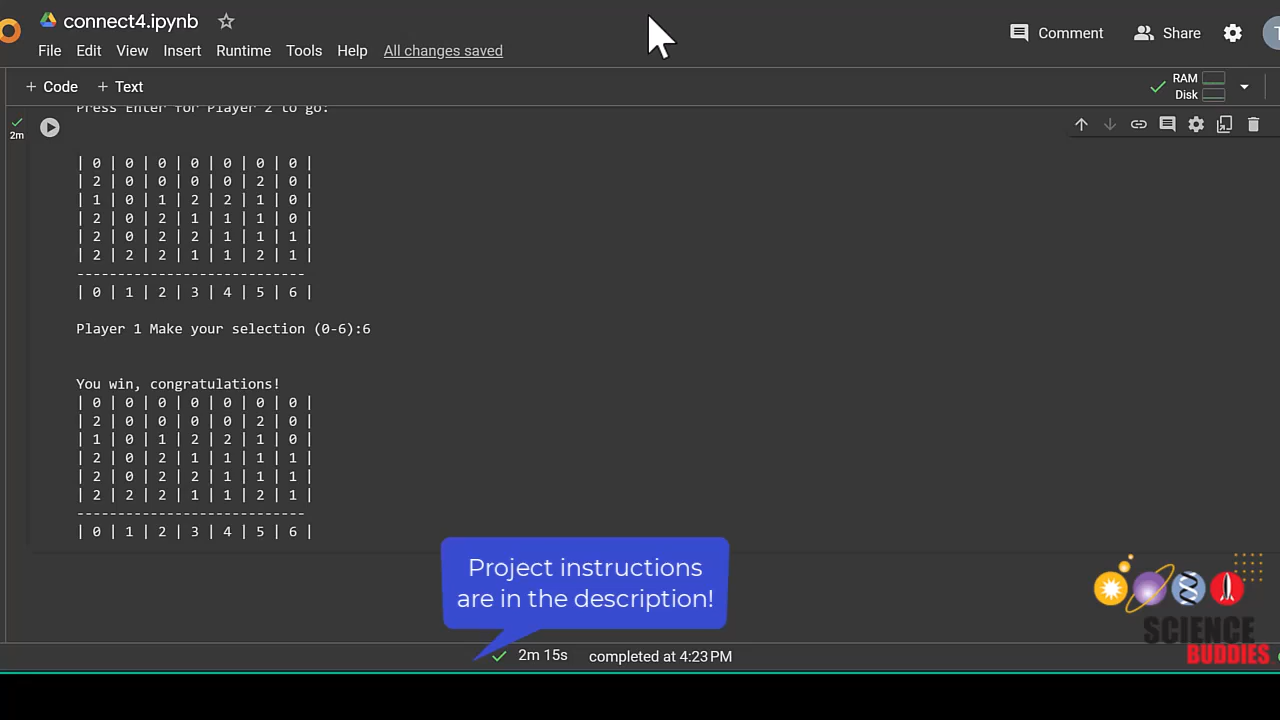 connect4.ipynb
File Edit View Insert Runtime Tools Help All changes saved
Comment Share
+ Code + Text
RAM
Disk
Press Enter for Player 2 to go:
2m
| 0 | 0 | 0 | 0 | 0 | 0 | 0 |
| 2 | 0 | 0 | 0 | 0 | 2 | 0 |
| 1 | 0 | 1 | 2 | 2 | 1 | 0 |
| 2 | 0 | 2 | 1 | 1 | 1 | 0 |
| 2 | 0 | 2 | 2 | 1 | 1 | 1 |
| 2 | 2 | 2 | 1 | 1 | 2 | 1 |
----------------------------
| 0 | 1 | 2 | 3 | 4 | 5 | 6 |
Player 1 Make your selection (0-6):6
You win, congratulations!
| 0 | 0 | 0 | 0 | 0 | 0 | 0 |
| 2 | 0 | 0 | 0 | 0 | 2 | 0 |
| 1 | 0 | 1 | 2 | 2 | 1 | 0 |
| 2 | 0 | 2 | 1 | 1 | 1 | 1 |
| 2 | 0 | 2 | 2 | 1 | 1 | 1 |
| 2 | 2 | 2 | 1 | 1 | 2 | 1 |
----------------------------
| 0 | 1 | 2 | 3 | 4 | 5 | 6 |
Project instructions
are in the description!
SCIENCE
BUDDIES
2m 15s completed at 4:23 PM